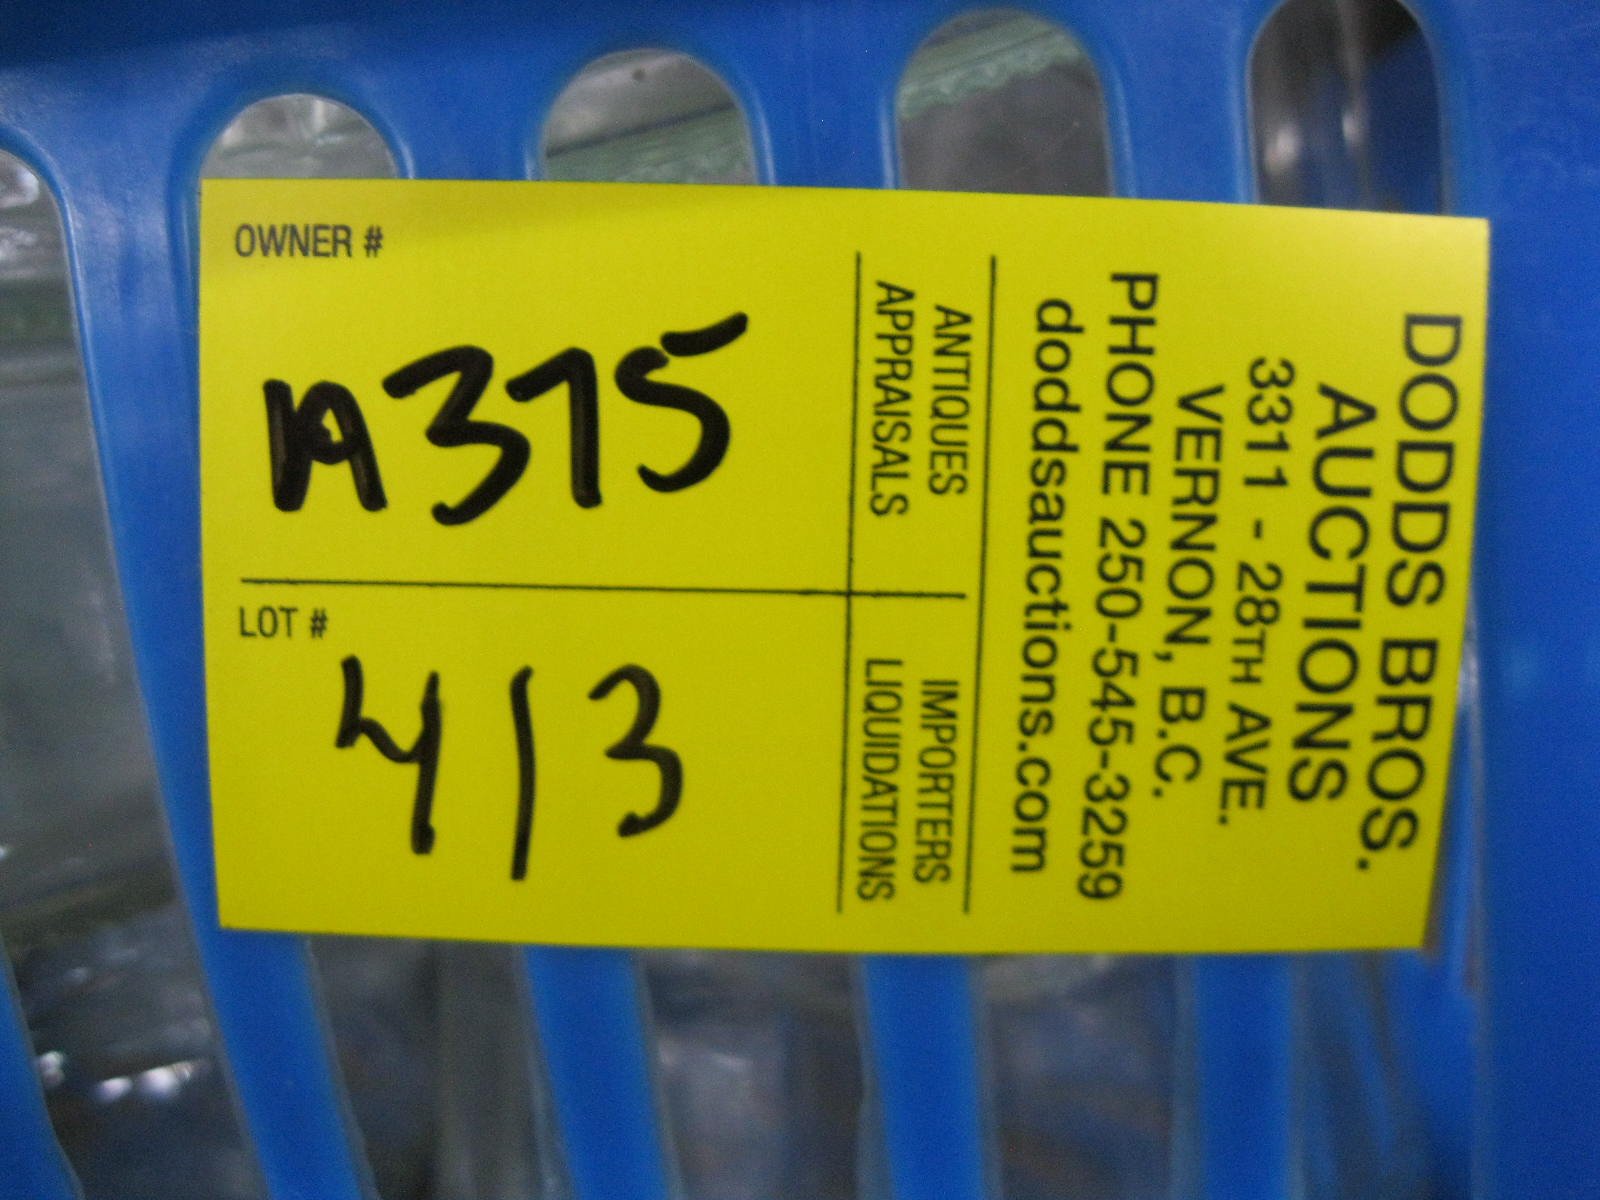 OWNER #
A375
LOT #
413
ANTIQUES
APPRAISALS
IMPORTERS
LIQUIDATIONS
DODDS BROS.
AUCTIONS
3311 - 28TH AVE.
VERNON, B.C.
PHONE 250-545-3259
doddsauctions.com